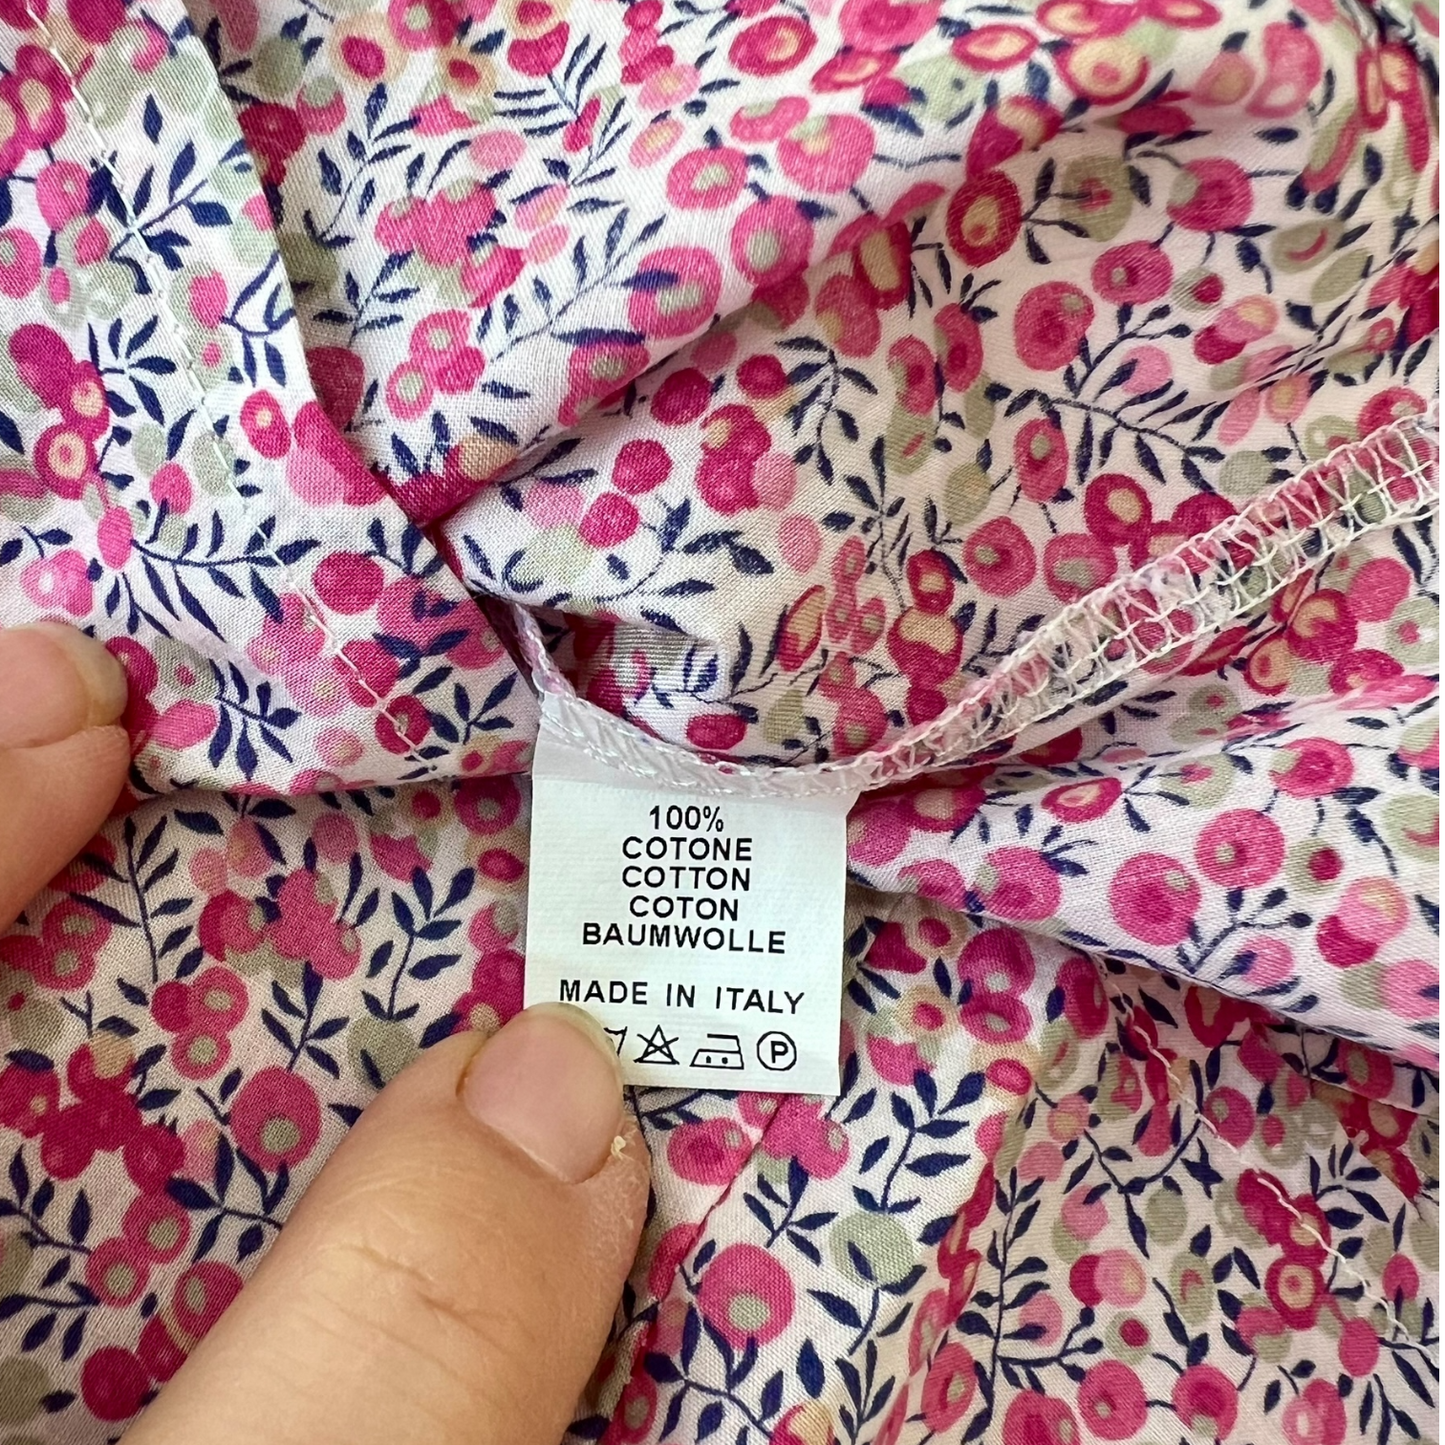 100%
COTONE
COTTON
COTON
BAUMWOLLE
MADE IN ITALY
P